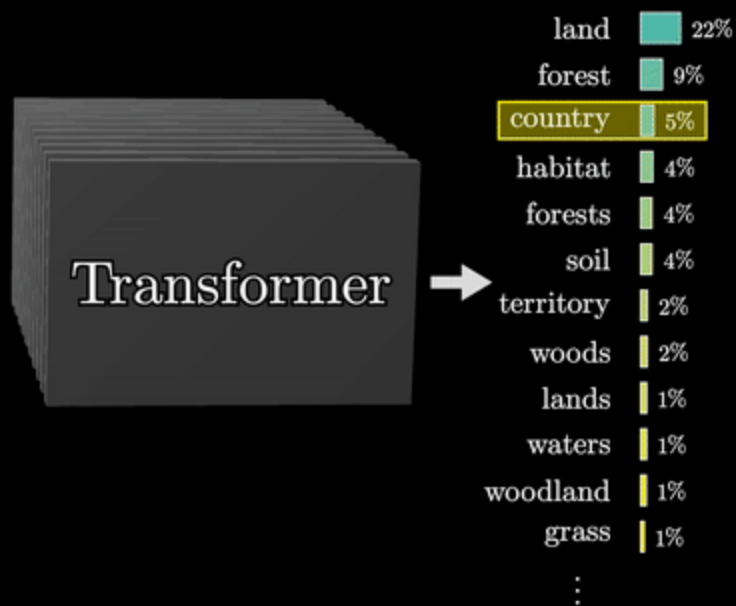 Transformer
land 22%
forest 9%
country 5%
habitat 4%
forests 4%
soil 4%
territory 2%
woods 2%
lands 1%
waters 1%
woodland 1%
grass 1%
⋮